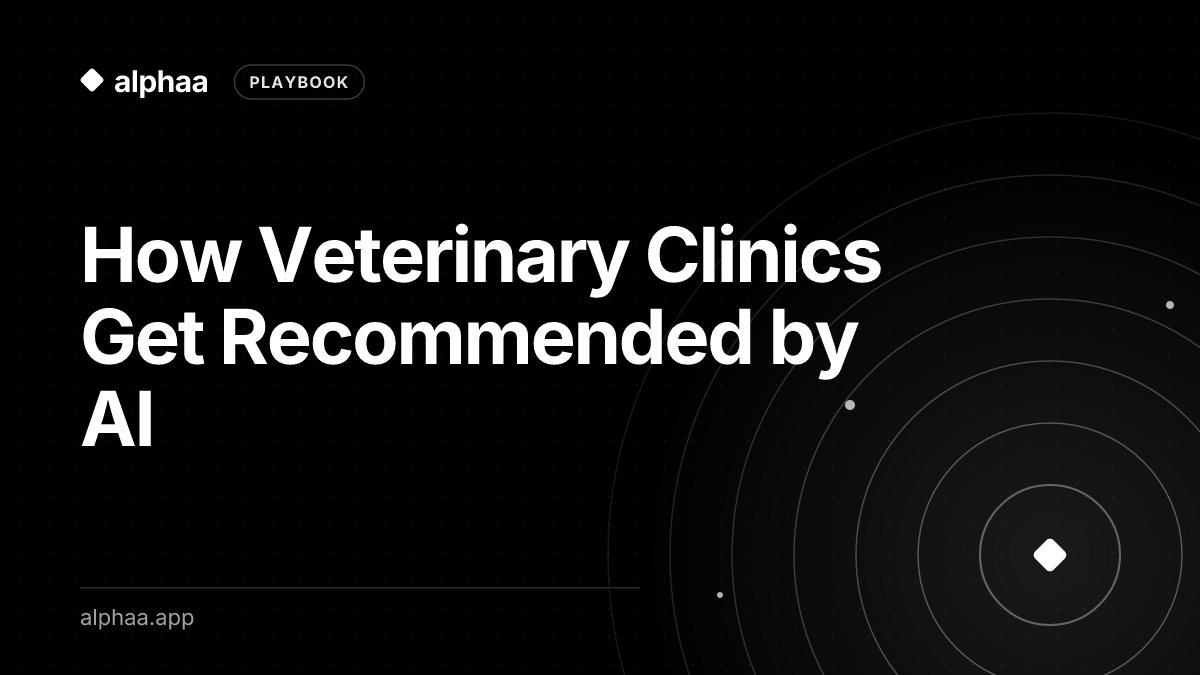 alphaa
PLAYBOOK
How Veterinary Clinics
Get Recommended by
AI
alphaa.app